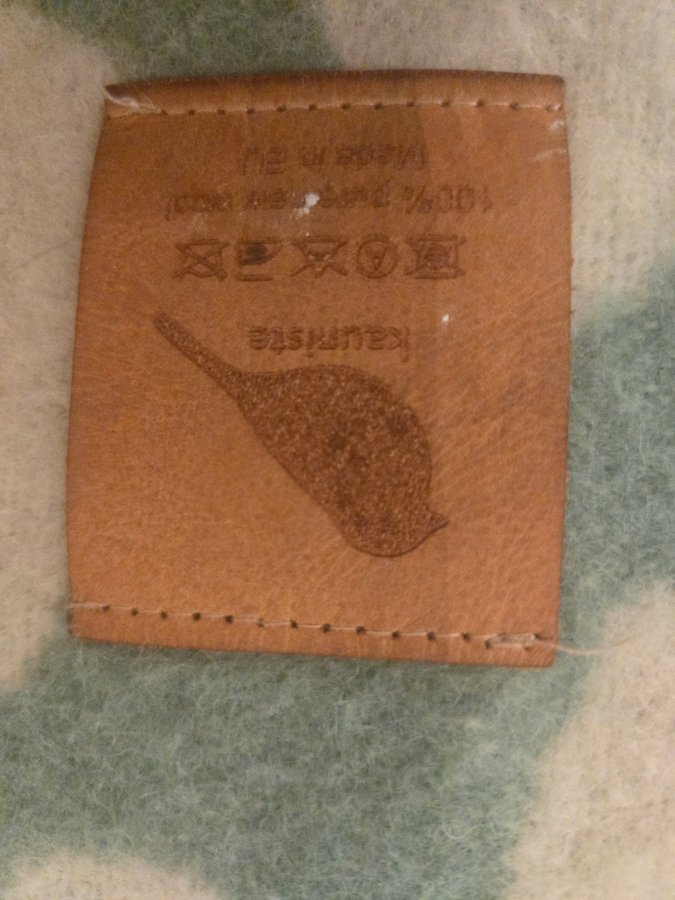 kauniste
100% pure new wool
Made in EU